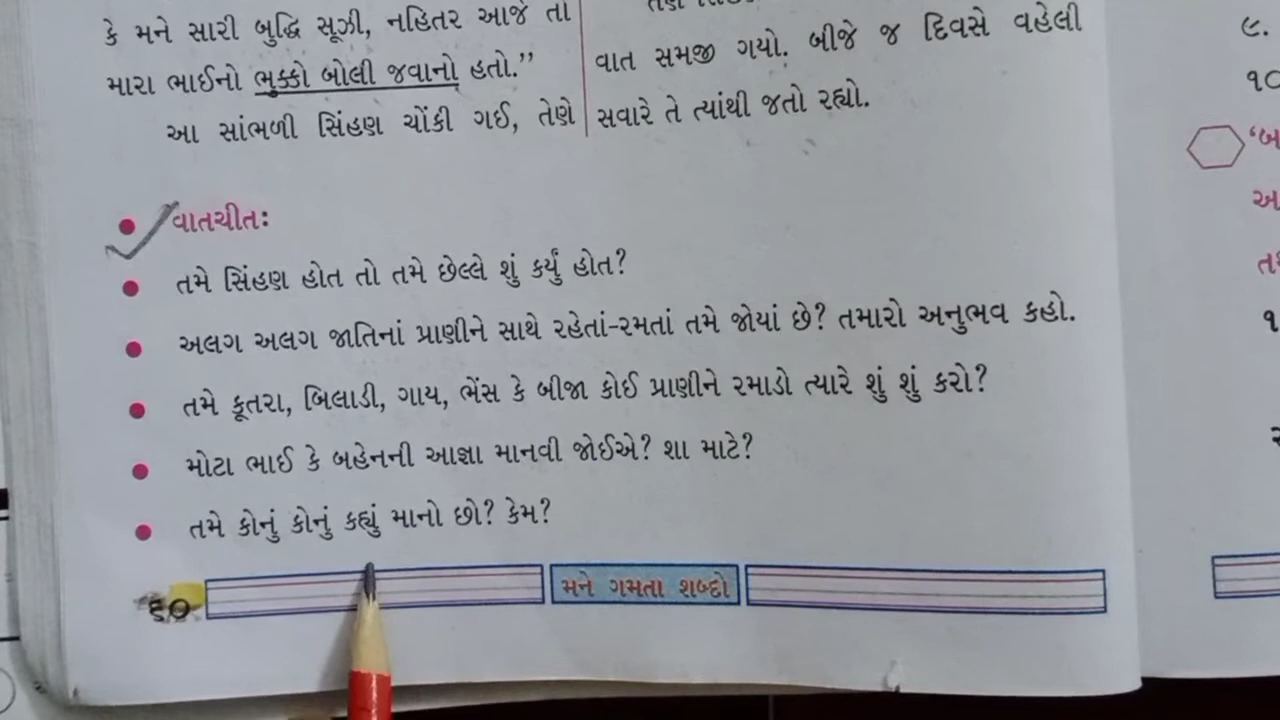 કે મને સારી બુદ્ધિ સૂઝી, નહિતર આજે તો
મારા ભાઈનો ભુક્કો બોલી જવાનો હતો.”
આ સાંભળી સિંહણ ચોંકી ગઈ, તેણે
વાત સમજી ગયો. બીજે જ દિવસે વહેલી
સવારે તે ત્યાંથી જતો રહ્યો.
વાતચીત:
તમે સિંહણ હોત તો તમે છેલ્લે શું કર્યું હોત?
અલગ અલગ જાતિનાં પ્રાણીને સાથે રહેતાં-રમતાં તમે જોયાં છે? તમારો અનુભવ કહો.
તમે કૂતરા, બિલાડી, ગાય, ભેંસ કે બીજા કોઈ પ્રાણીને રમાડો ત્યારે શું શું કરો?
મોટા ભાઈ કે બહેનની આજ્ઞા માનવી જોઈએ? શા માટે?
તમે કોનું કોનું કહ્યું માનો છો? કેમ?
૬૦
મને ગમતા શબ્દો
૯.